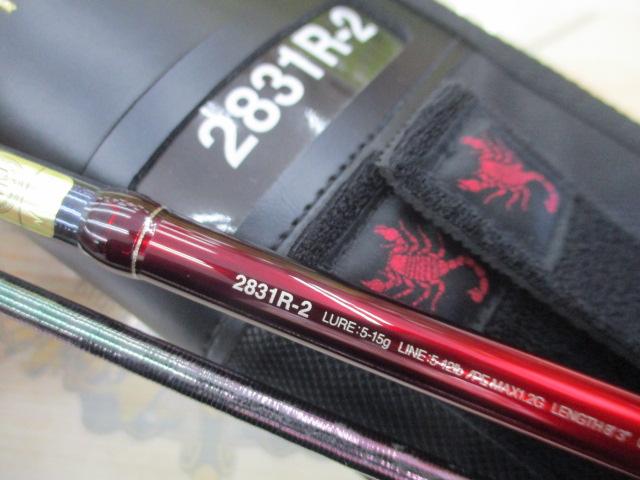 2831R-2
2831R-2 LURE:5-15g LINE:5-12lb /PE MAX1.2G LENGTH:8'3"